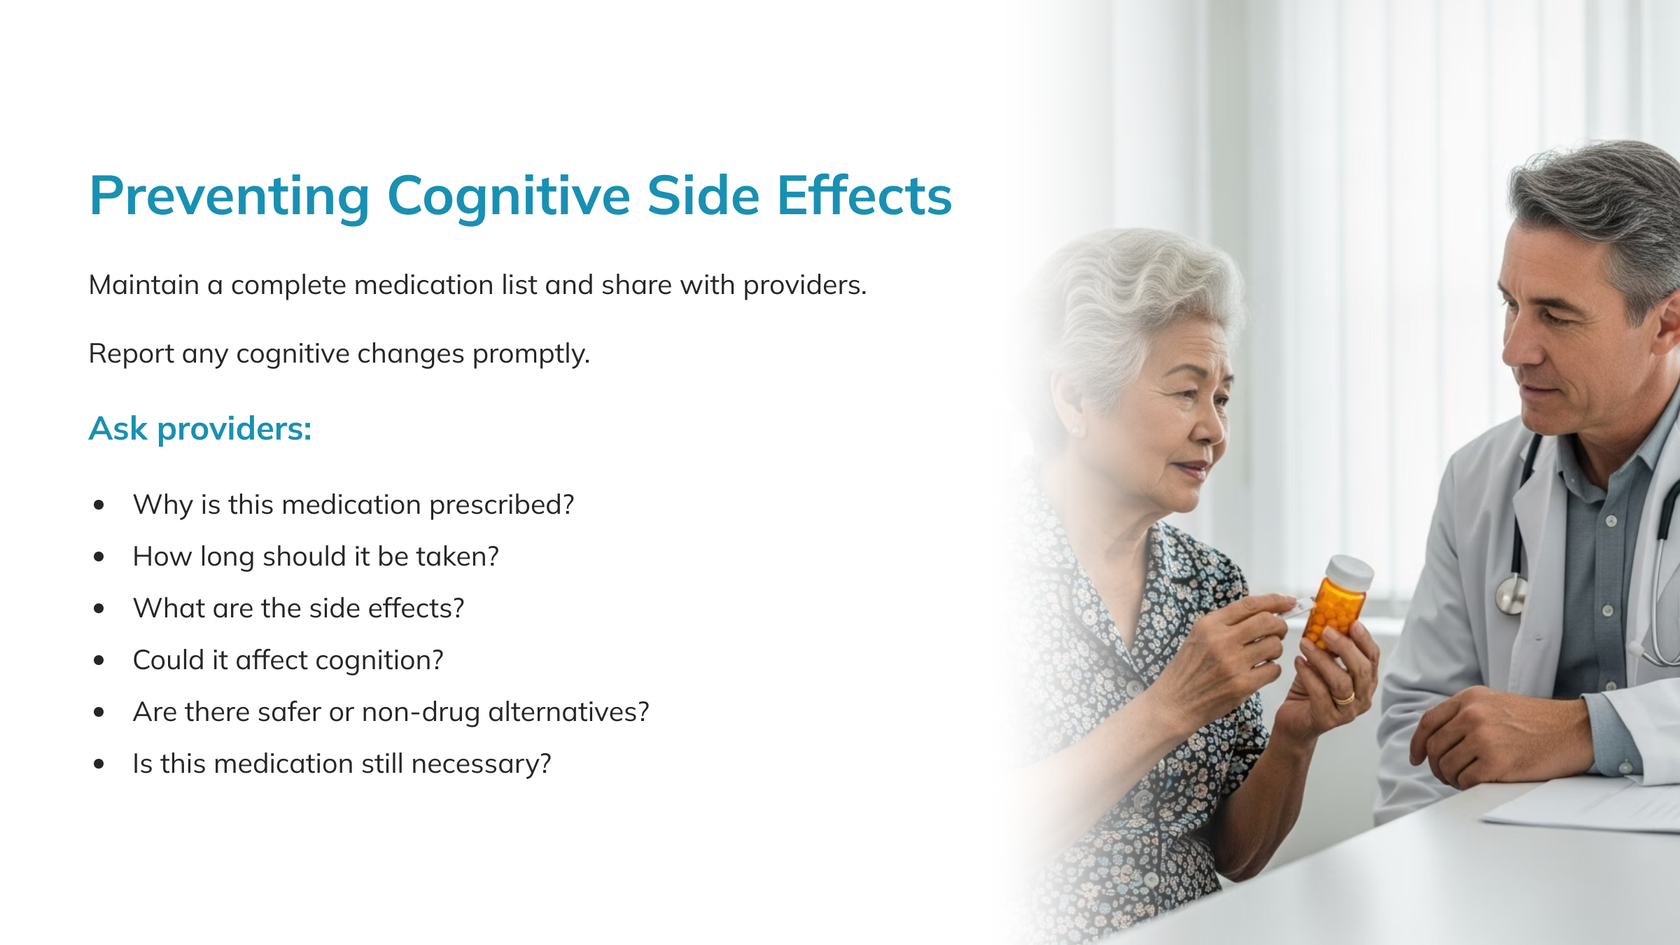 Preventing Cognitive Side Effects
Maintain a complete medication list and share with providers.
Report any cognitive changes promptly.
Ask providers:
• Why is this medication prescribed?
• How long should it be taken?
• What are the side effects?
• Could it affect cognition?
• Are there safer or non-drug alternatives?
• Is this medication still necessary?